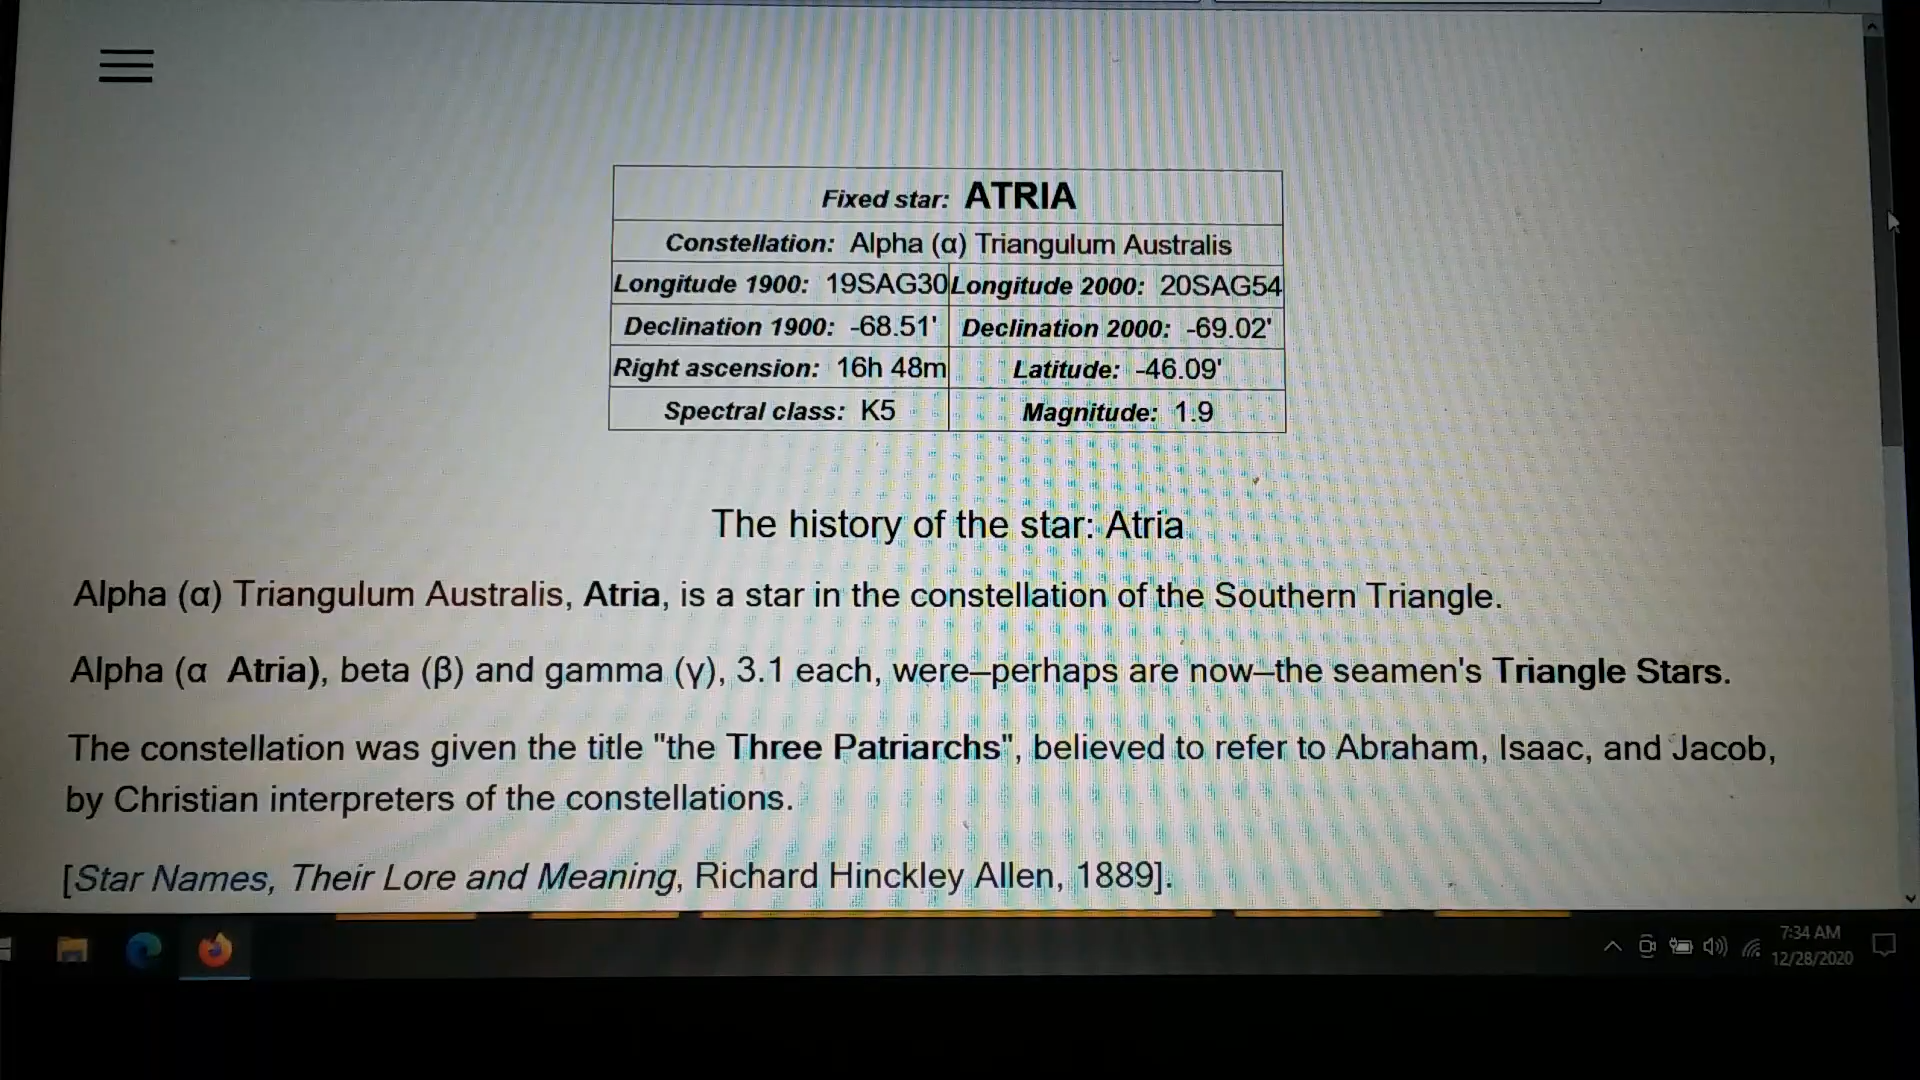 Fixed star: ATRIA
Constellation: Alpha (α) Triangulum Australis
Longitude 1900: 19SAG30 Longitude 2000: 20SAG54
Declination 1900: -68.51' Declination 2000: -69.02'
Right ascension: 16h 48m Latitude: -46.09'
Spectral class: K5 Magnitude: 1.9
The history of the star: Atria
Alpha (α) Triangulum Australis, Atria, is a star in the constellation of the Southern Triangle.
Alpha (α Atria), beta (β) and gamma (γ), 3.1 each, were–perhaps are now–the seamen's Triangle Stars.
The constellation was given the title "the Three Patriarchs", believed to refer to Abraham, Isaac, and Jacob,
by Christian interpreters of the constellations.
[Star Names, Their Lore and Meaning, Richard Hinckley Allen, 1889].
7:34 AM
12/28/2020